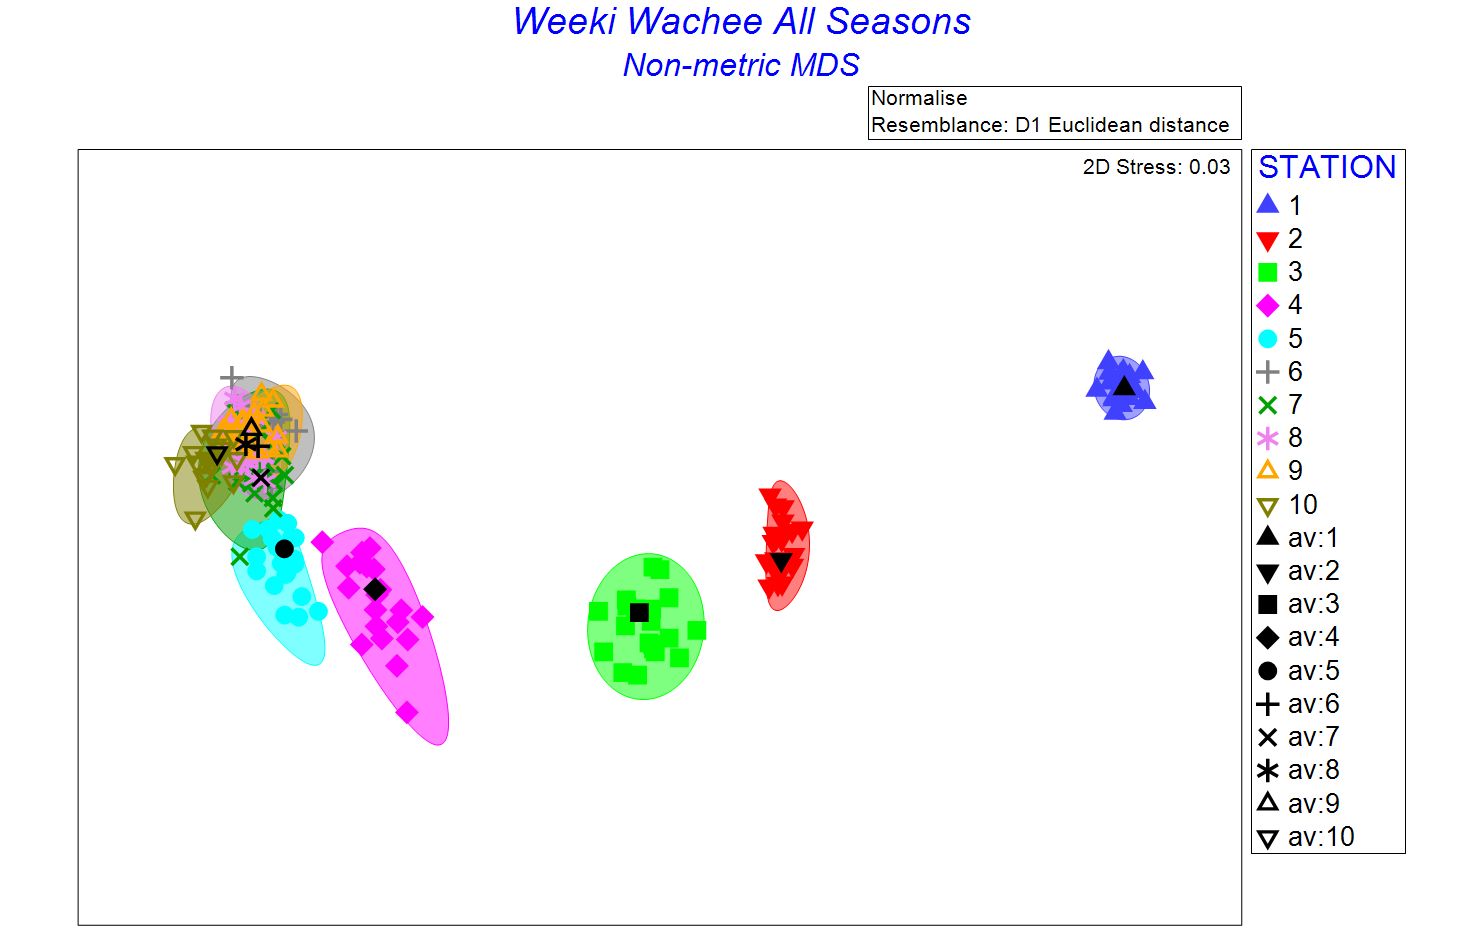 Weeki Wachee All Seasons
Non-metric MDS
Normalise
Resemblance: D1 Euclidean distance
2D Stress: 0.03
STATION
1
2
3
4
5
6
7
8
9
10
av:1
av:2
av:3
av:4
av:5
av:6
av:7
av:8
av:9
av:10